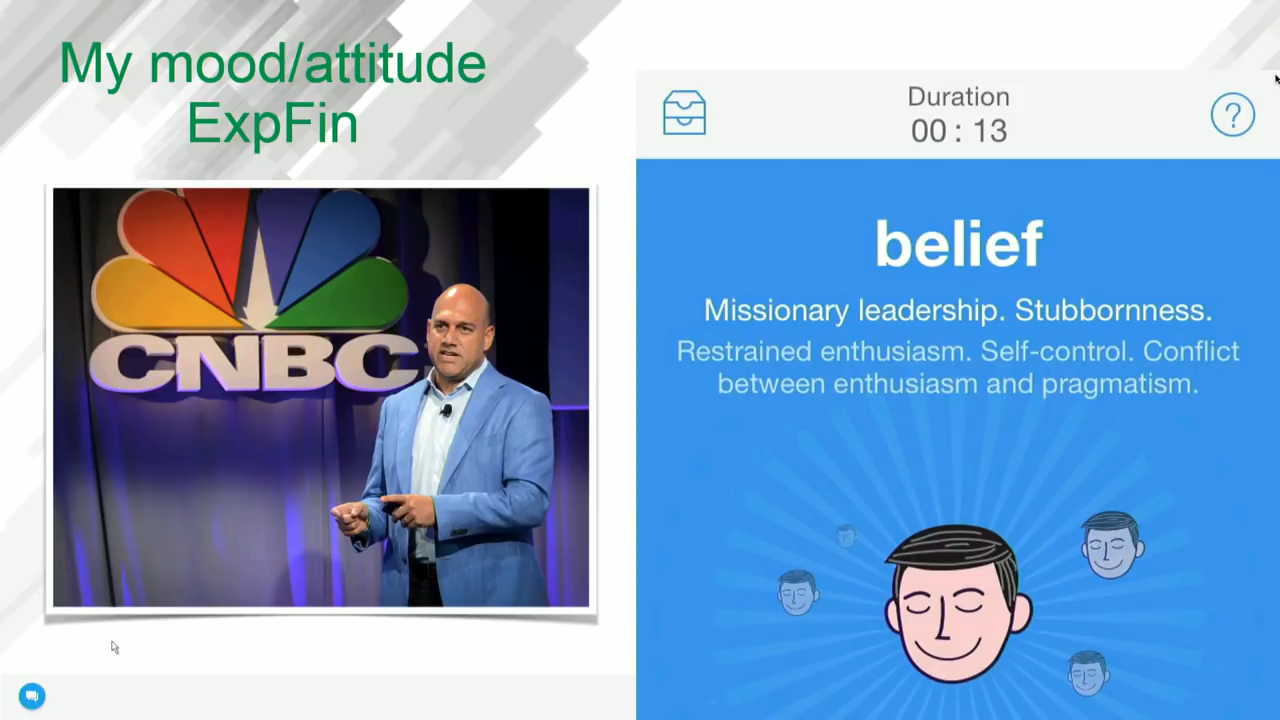 My mood/attitude
ExpFin
CNBC
Duration
00 : 13
?
belief
Missionary leadership. Stubbornness.
Restrained enthusiasm. Self-control. Conflict
between enthusiasm and pragmatism.